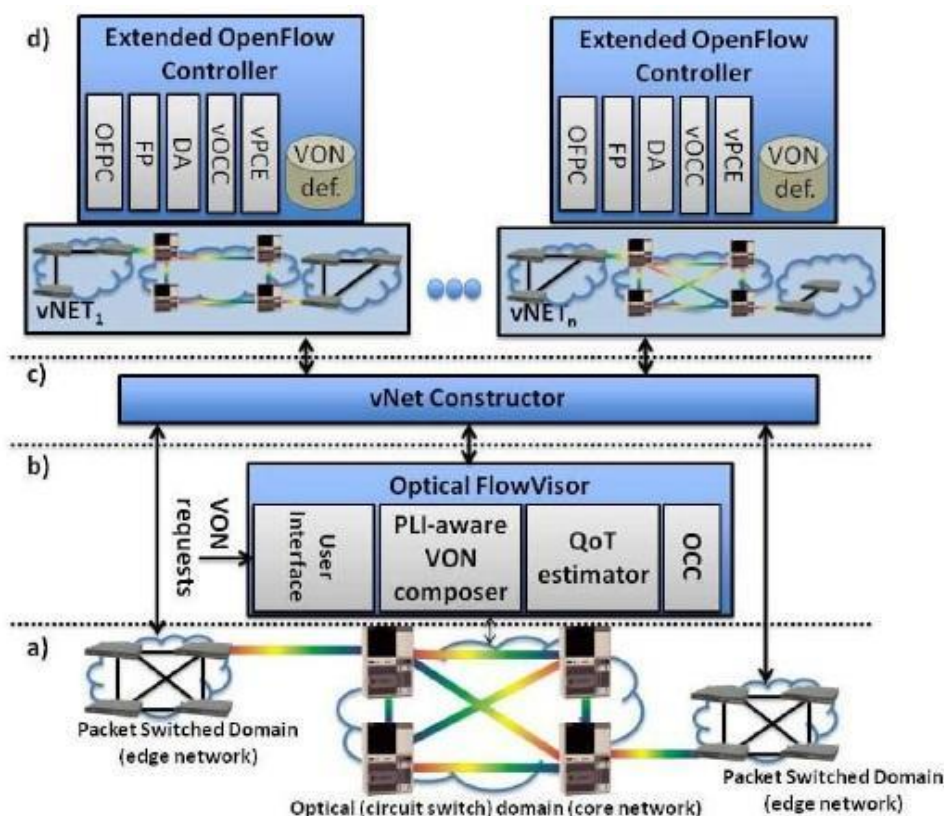 d)
Extended OpenFlow
Controller
OFPC
FP
DA
vOCC
vPCE
VON
def.
Extended OpenFlow
Controller
OFPC
FP
DA
vOCC
vPCE
VON
def.
vNET1
vNETn
c)
vNet Constructor
b)
Optical FlowVisor
VON
requests
User
Interface
PLI-aware
VON
composer
QoT
estimator
OCC
a)
Packet Switched Domain
(edge network)
Optical (circuit switch) domain (core network)
Packet Switched Domain
(edge network)